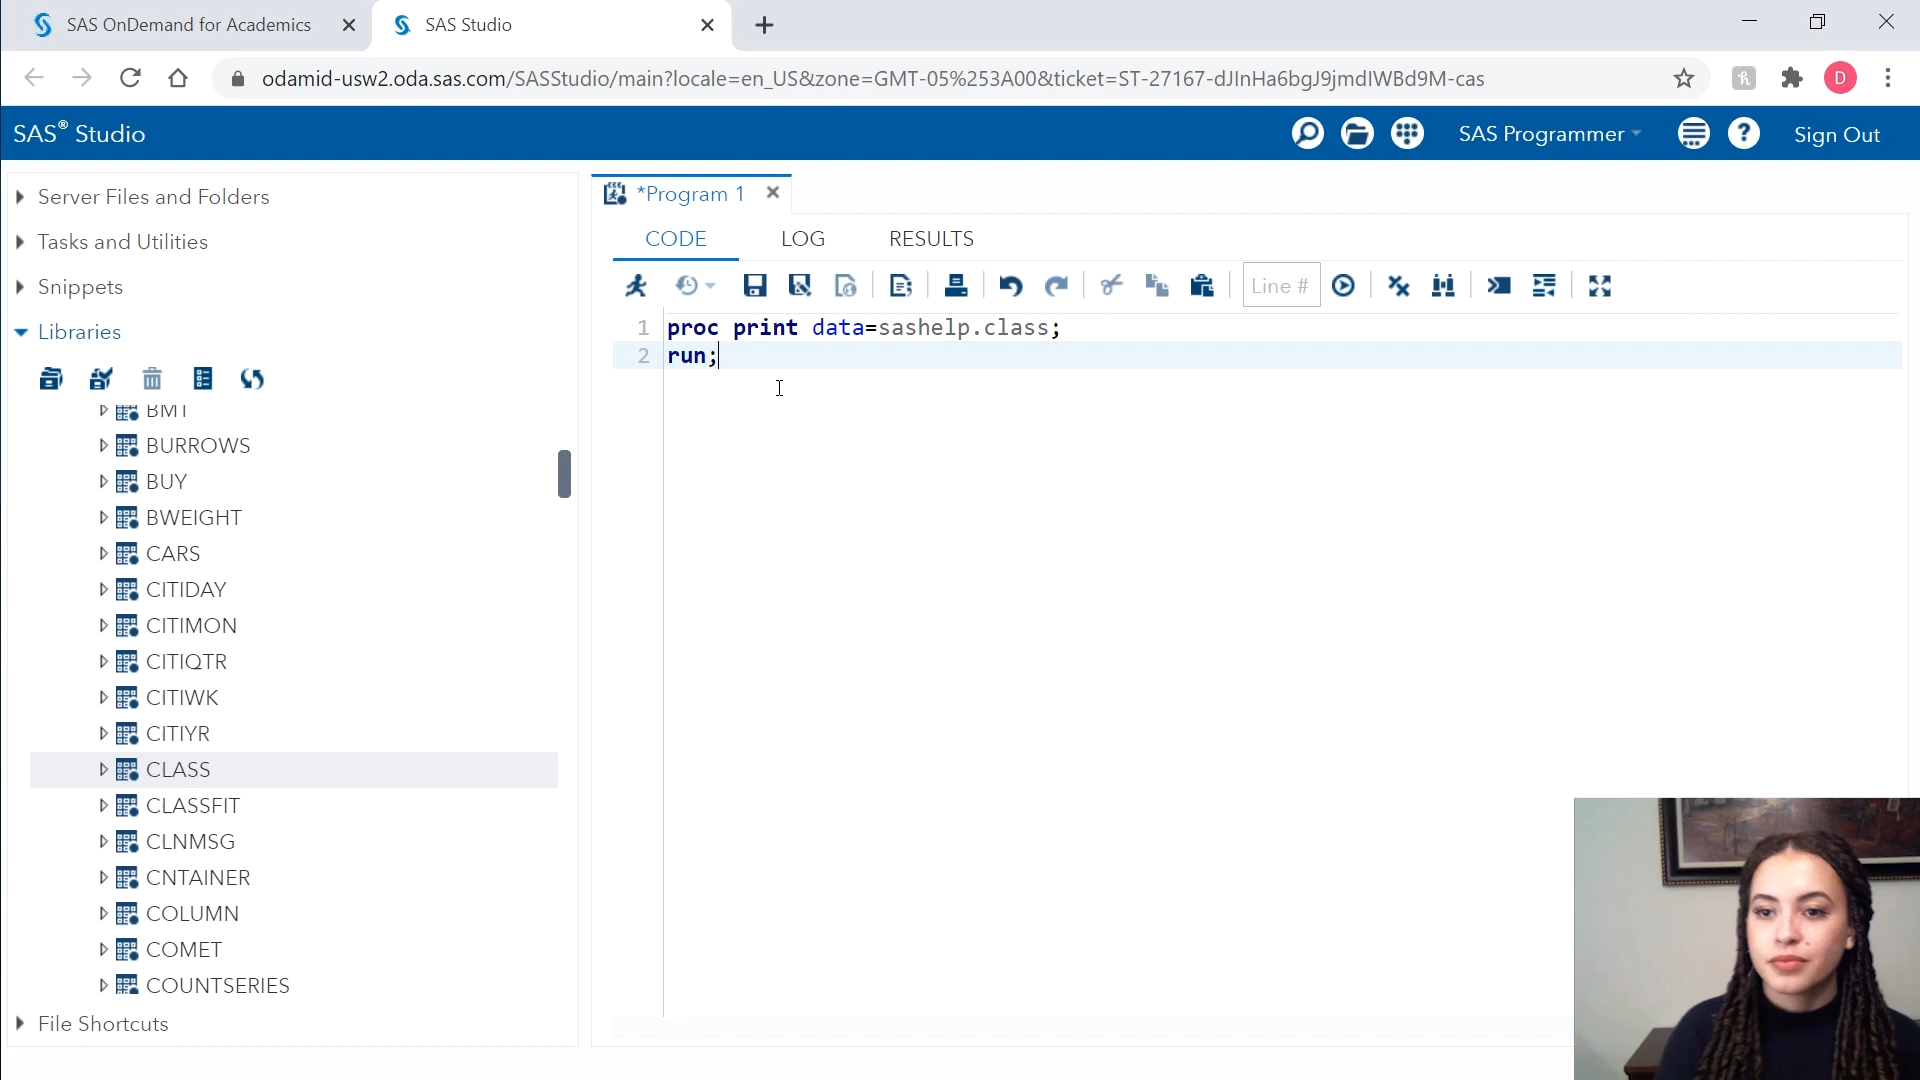 SAS OnDemand for Academics
SAS Studio
odamid-usw2.oda.sas.com/SASStudio/main?locale=en_US&zone=GMT-05%253A00&ticket=ST-27167-dJInHa6bgJ9jmdIWBd9M-cas
D
SAS® Studio
SAS Programmer
?
Sign Out
Server Files and Folders
Tasks and Utilities
Snippets
Libraries
BMT
BURROWS
BUY
BWEIGHT
CARS
CITIDAY
CITIMON
CITIQTR
CITIWK
CITIYR
CLASS
CLASSFIT
CLNMSG
CNTAINER
COLUMN
COMET
COUNTSERIES
File Shortcuts
*Program 1
CODE LOG RESULTS
Line #
1 proc print data=sashelp.class;
2 run;